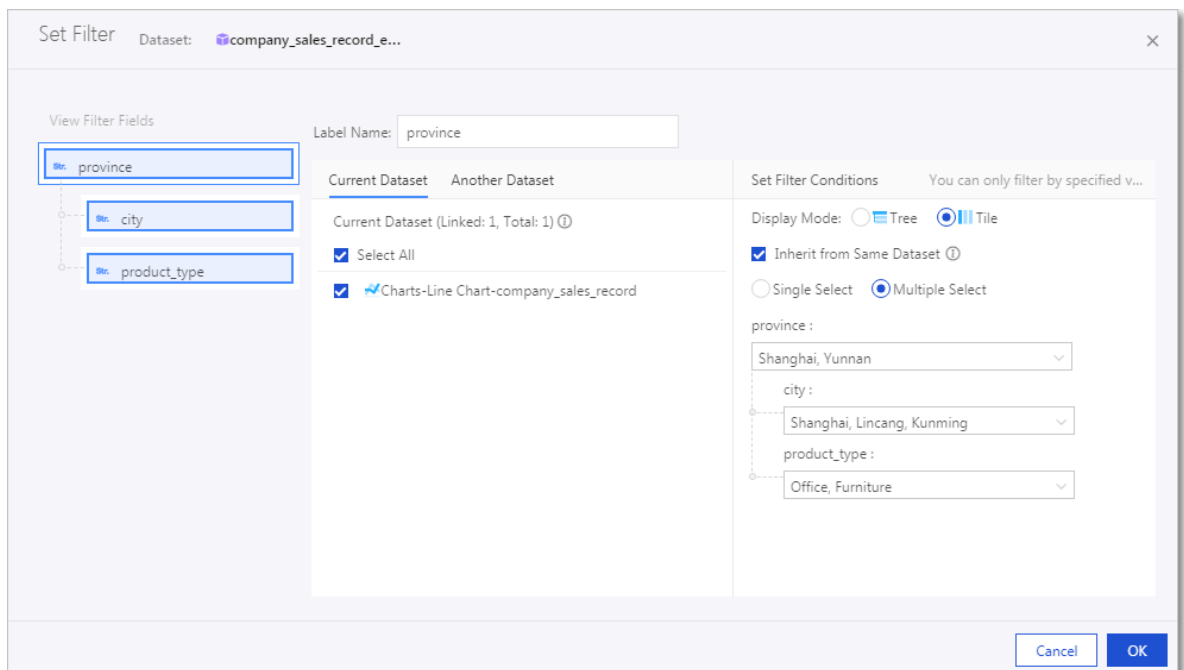 Set Filter Dataset: company_sales_record_e...
View Filter Fields
Str. province
Str. city
Str. product_type
Label Name: province
Current Dataset Another Dataset
Current Dataset (Linked: 1, Total: 1)
Select All
Charts-Line Chart-company_sales_record
Set Filter Conditions You can only filter by specified v...
Display Mode: Tree Tile
Inherit from Same Dataset
Single Select Multiple Select
province :
Shanghai, Yunnan
city :
Shanghai, Lincang, Kunming
product_type :
Office, Furniture
Cancel OK